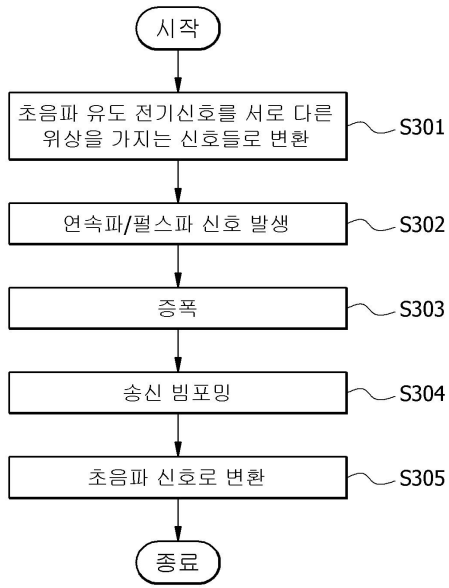 시작
초음파 유도 전기신호를 서로 다른
위상을 가지는 신호들로 변환
S301
연속파/펄스파 신호 발생
S302
증폭
S303
송신 빔포밍
S304
초음파 신호로 변환
S305
종료